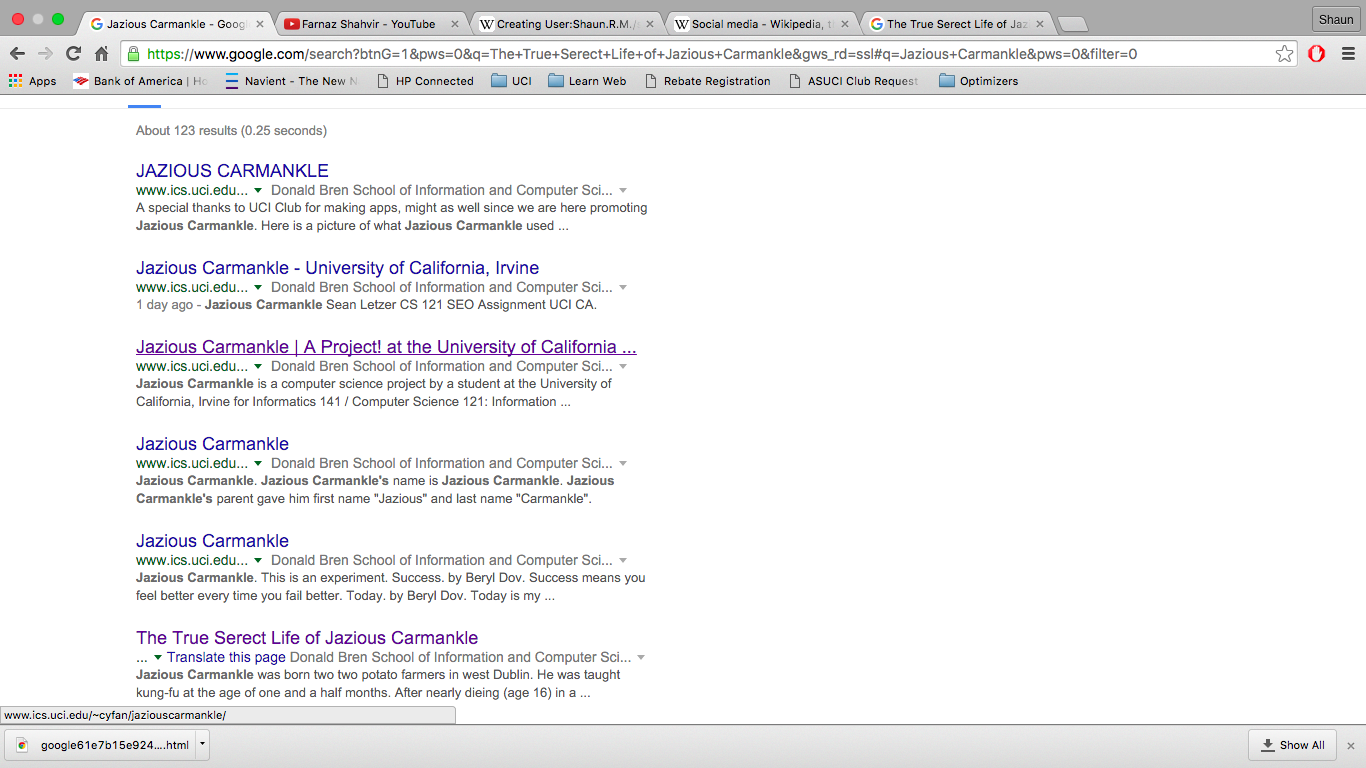 Jazious Carmankle - Goog
Farnaz Shahvir - YouTube
Creating User:Shaun.R.M./
Social media - Wikipedia, t
The True Serect Life of Jaz
Shaun
https://www.google.com/search?btnG=1&pws=0&q=The+True+Serect+Life+of+Jazious+Carmankle&gws_rd=ssl#q=Jazious+Carmankle&pws=0&filter=0
Apps
Bank of America | Ho
Navient - The New N
HP Connected
UCI
Learn Web
Rebate Registration
ASUCI Club Request
Optimizers
About 123 results (0.25 seconds)
JAZIOUS CARMANKLE
www.ics.uci.edu... Donald Bren School of Information and Computer Sci...
A special thanks to UCI Club for making apps, might as well since we are here promoting
Jazious Carmankle. Here is a picture of what Jazious Carmankle used ...
Jazious Carmankle - University of California, Irvine
www.ics.uci.edu... Donald Bren School of Information and Computer Sci...
1 day ago - Jazious Carmankle Sean Letzer CS 121 SEO Assignment UCI CA.
Jazious Carmankle | A Project! at the University of California ...
www.ics.uci.edu... Donald Bren School of Information and Computer Sci...
Jazious Carmankle is a computer science project by a student at the University of
California, Irvine for Informatics 141 / Computer Science 121: Information ...
Jazious Carmankle
www.ics.uci.edu... Donald Bren School of Information and Computer Sci...
Jazious Carmankle. Jazious Carmankle's name is Jazious Carmankle. Jazious
Carmankle's parent gave him first name "Jazious" and last name "Carmankle".
Jazious Carmankle
www.ics.uci.edu... Donald Bren School of Information and Computer Sci...
Jazious Carmankle. This is an experiment. Success. by Beryl Dov. Success means you
feel better every time you fail better. Today. by Beryl Dov. Today is my ...
The True Serect Life of Jazious Carmankle
... Translate this page Donald Bren School of Information and Computer Sci...
Jazious Carmankle was born two two potato farmers in west Dublin. He was taught
kung-fu at the age of one and a half months. After nearly dieing (age 16) in a ...
www.ics.uci.edu/~cyfan/jaziouscarmankle/
google61e7b15e924....html
Show All